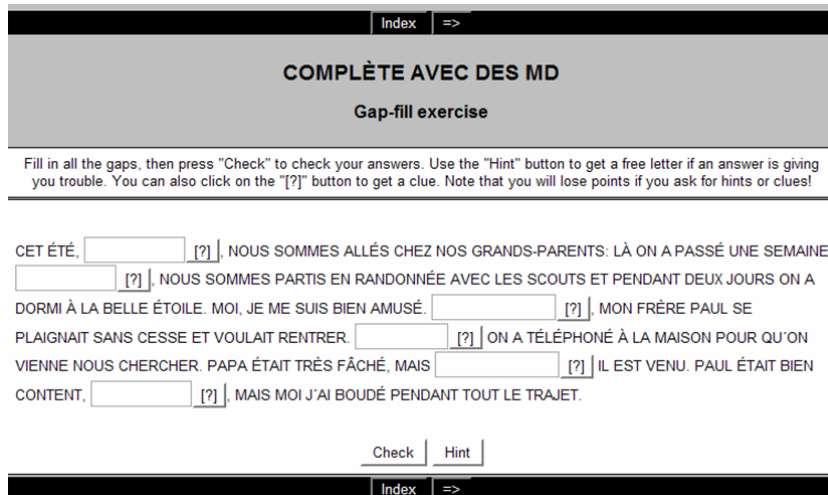 Index =>
COMPLÈTE AVEC DES MD
Gap-fill exercise
Fill in all the gaps, then press "Check" to check your answers. Use the "Hint" button to get a free letter if an answer is giving
you trouble. You can also click on the "[?]" button to get a clue. Note that you will lose points if you ask for hints or clues!
CET ÉTÉ, [?] , NOUS SOMMES ALLÉS CHEZ NOS GRANDS-PARENTS: LÀ ON A PASSÉ UNE SEMAINE
[?] , NOUS SOMMES PARTIS EN RANDONNÉE AVEC LES SCOUTS ET PENDANT DEUX JOURS ON A
DORMI À LA BELLE ÉTOILE. MOI, JE ME SUIS BIEN AMUSÉ. [?] , MON FRÈRE PAUL SE
PLAIGNAIT SANS CESSE ET VOULAIT RENTRER. [?] ON A TÉLÉPHONÉ À LA MAISON POUR QU´ON
VIENNE NOUS CHERCHER. PAPA ÉTAIT TRÈS FÂCHÉ, MAIS [?] IL EST VENU. PAUL ÉTAIT BIEN
CONTENT, [?] , MAIS MOI J´AI BOUDÉ PENDANT TOUT LE TRAJET.
Check Hint
Index =>